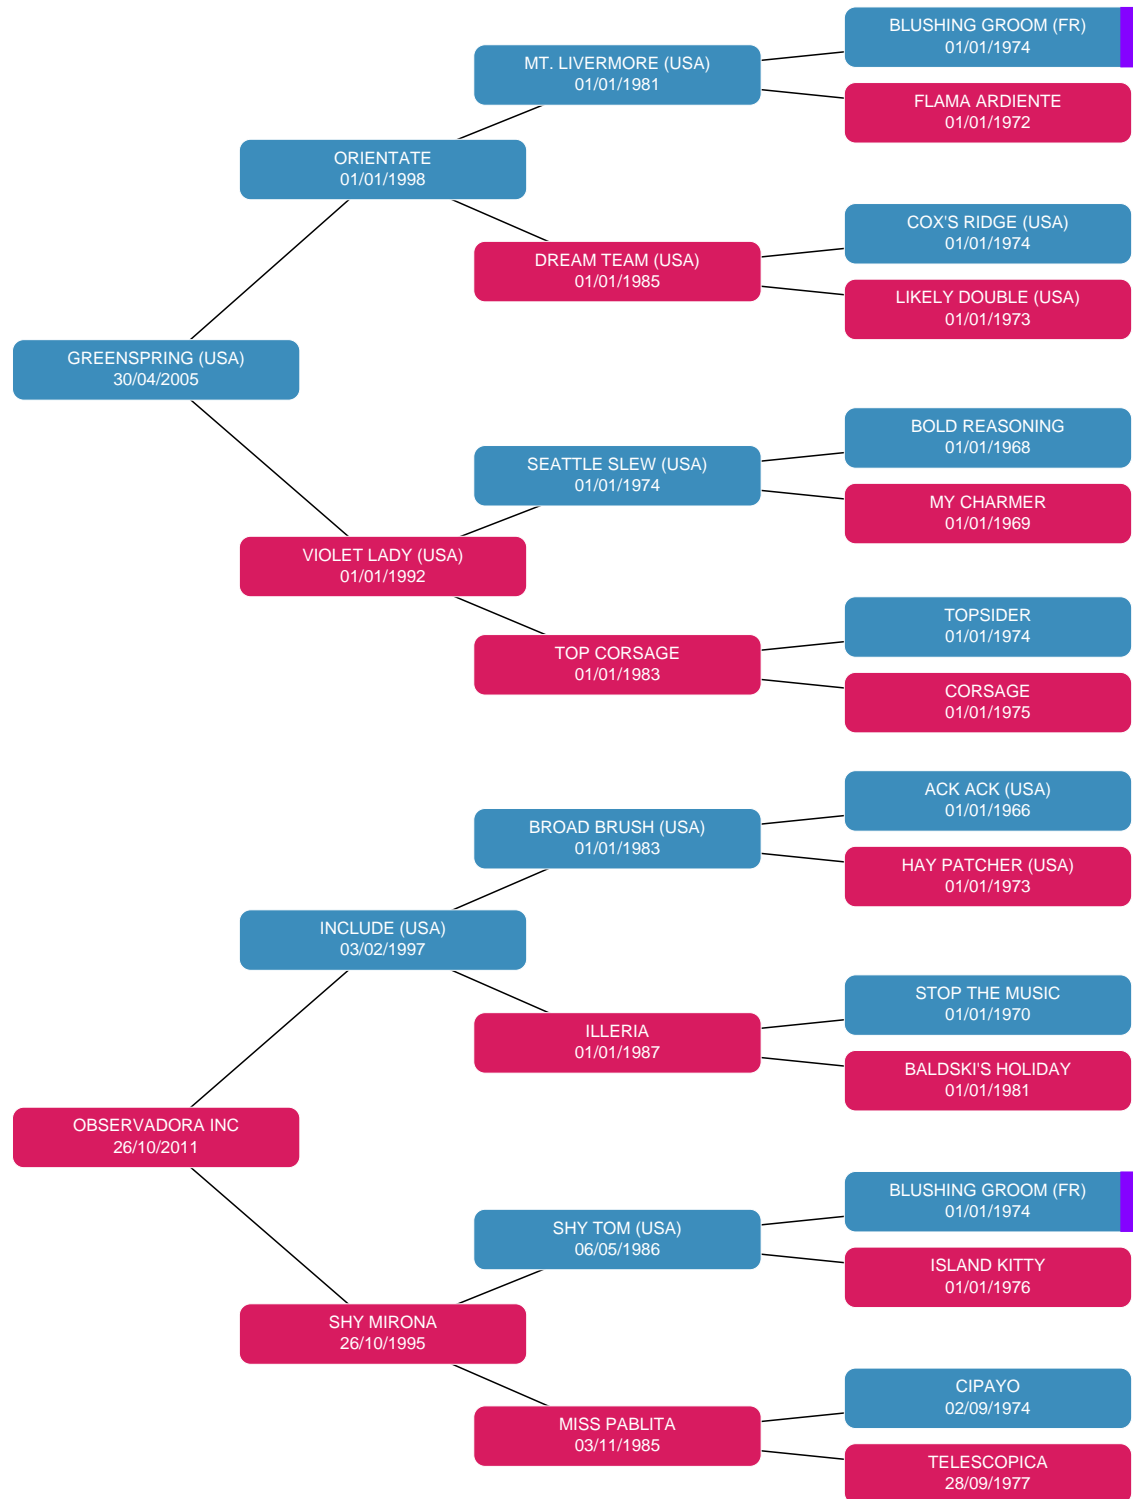 BLUSHING GROOM (FR)
01/01/1974
MT. LIVERMORE (USA)
01/01/1981
FLAMA ARDIENTE
01/01/1972
ORIENTATE
01/01/1998
COX'S RIDGE (USA)
01/01/1974
DREAM TEAM (USA)
01/01/1985
LIKELY DOUBLE (USA)
01/01/1973
GREENSPRING (USA)
30/04/2005
BOLD REASONING
01/01/1968
SEATTLE SLEW (USA)
01/01/1974
MY CHARMER
01/01/1969
VIOLET LADY (USA)
01/01/1992
TOPSIDER
01/01/1974
TOP CORSAGE
01/01/1983
CORSAGE
01/01/1975
ACK ACK (USA)
01/01/1966
BROAD BRUSH (USA)
01/01/1983
HAY PATCHER (USA)
01/01/1973
INCLUDE (USA)
03/02/1997
STOP THE MUSIC
01/01/1970
ILLERIA
01/01/1987
BALDSKI'S HOLIDAY
01/01/1981
OBSERVADORA INC
26/10/2011
BLUSHING GROOM (FR)
01/01/1974
SHY TOM (USA)
06/05/1986
ISLAND KITTY
01/01/1976
SHY MIRONA
26/10/1995
CIPAYO
02/09/1974
MISS PABLITA
03/11/1985
TELESCOPICA
28/09/1977